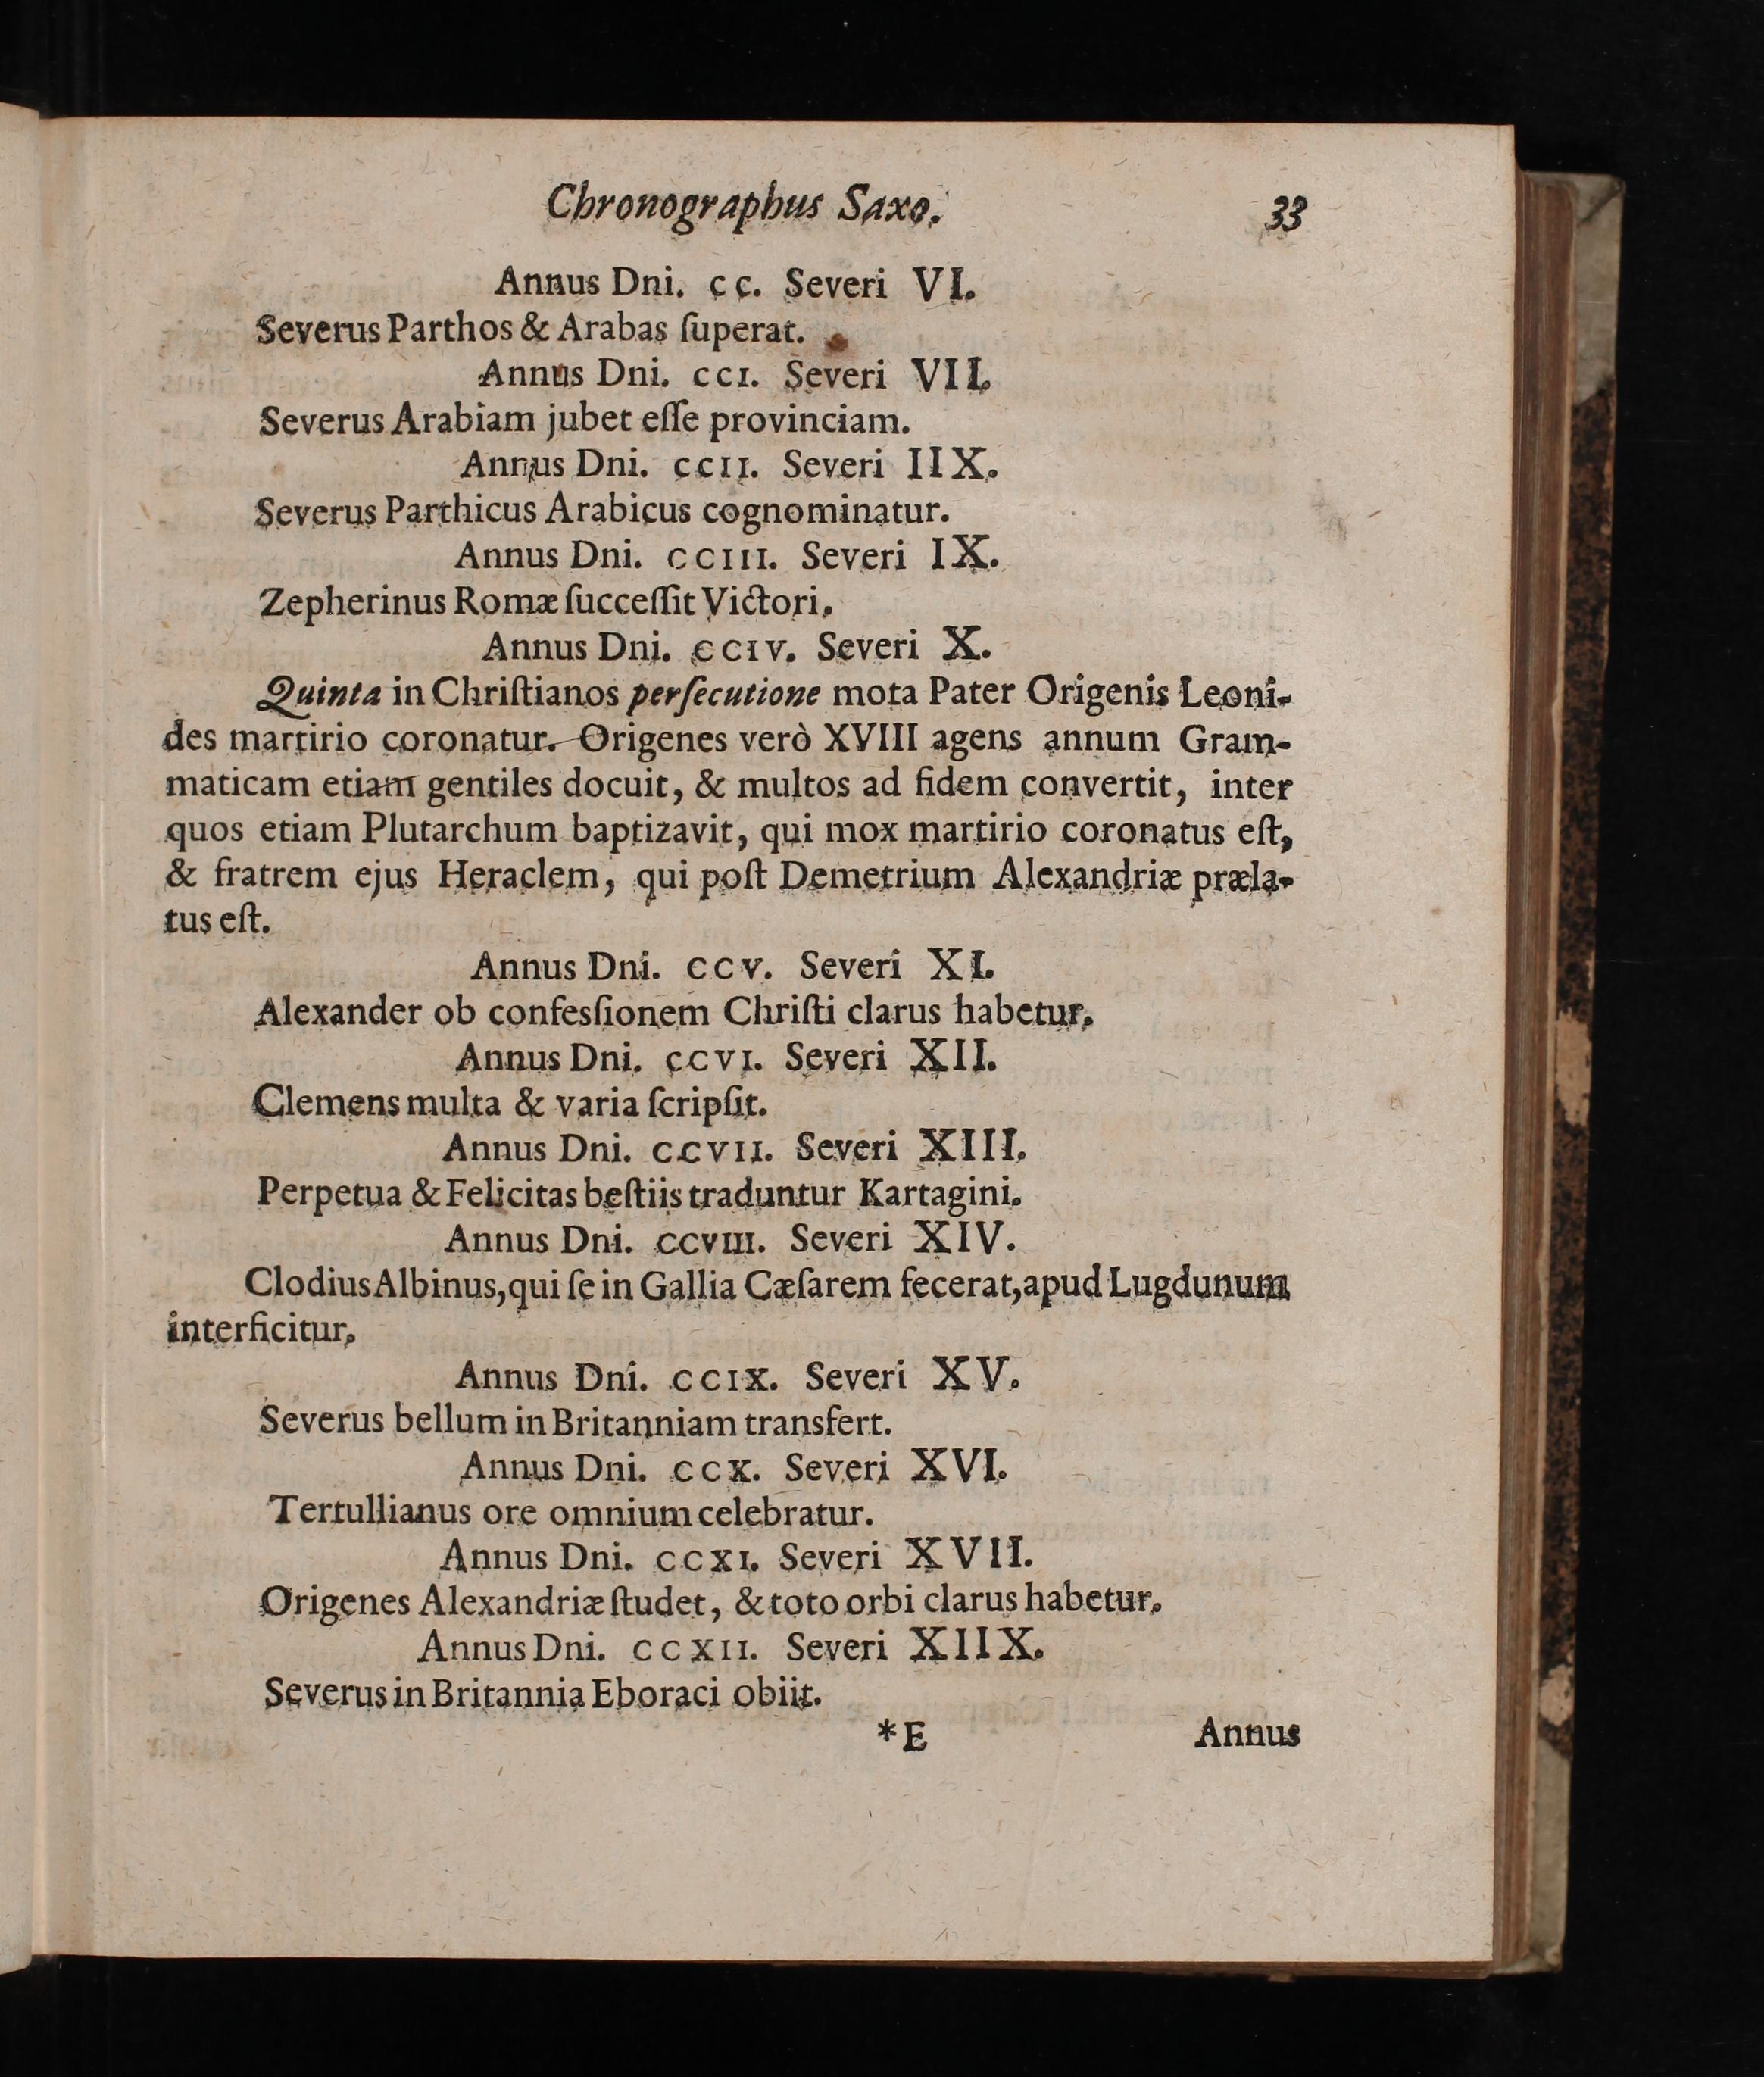 Chronographus Saxo. 33
Annus Dni. CC. Severi VI.
Severus Parthos & Arabas ſuperat.
Annus Dni. CCI. Severi VII.
Severus Arabiam jubet eſſe provinciam.
Annus Dni. CCII. Severi IIX.
Severus Parthicus Arabicus cognominatur.
Annus Dni. CCIII. Severi IX.
Zepherinus Romæ ſucceſſit Victori.
Annus Dni. CCIV. Severi X.
Quinta in Chriſtianos perſecutione mota Pater Origenis Leoni-
des martirio coronatur. Origenes verò XVIII agens annum Gram-
maticam etiam gentiles docuit, & multos ad fidem convertit, inter
quos etiam Plutarchum baptizavit, qui mox martirio coronatus eſt,
& fratrem ejus Heraclem, qui poſt Demetrium Alexandriæ præla-
tus eſt.
Annus Dni. CCV. Severi XI.
Alexander ob confesſionem Chriſti clarus habetur.
Annus Dni. CCVI. Severi XII.
Clemens multa & varia ſcripſit.
Annus Dni. CCVII. Severi XIII.
Perpetua & Felicitas beſtiis traduntur Kartagini.
Annus Dni. CCVIII. Severi XIV.
Clodius Albinus, qui ſe in Gallia Cæſarem fecerat, apud Lugdunum
interficitur.
Annus Dni. CCIX. Severi XV.
Severus bellum in Britanniam transfert.
Annus Dni. CCX. Severi XVI.
Tertullianus ore omnium celebratur.
Annus Dni. CCXI. Severi XVII.
Origenes Alexandriæ ſtudet, & toto orbi clarus habetur.
Annus Dni. CCXII. Severi XIIX.
Severus in Britannia Eboraci obiit.
*E Annus